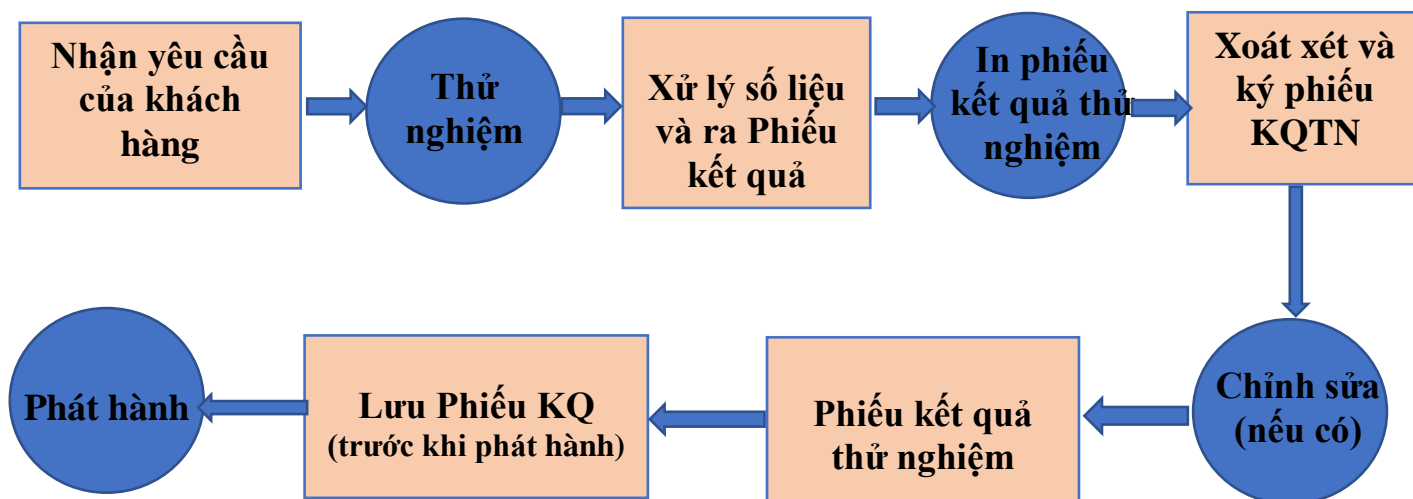 Nhận yêu cầu
của khách
hàng
Thử
nghiệm
Xử lý số liệu
và ra Phiếu
kết quả
In phiếu
kết quả thử
nghiệm
Xoát xét và
ký phiếu
KQTN
Chỉnh sửa
(nếu có)
Phiếu kết quả
thử nghiệm
Lưu Phiếu KQ
(trước khi phát hành)
Phát hành